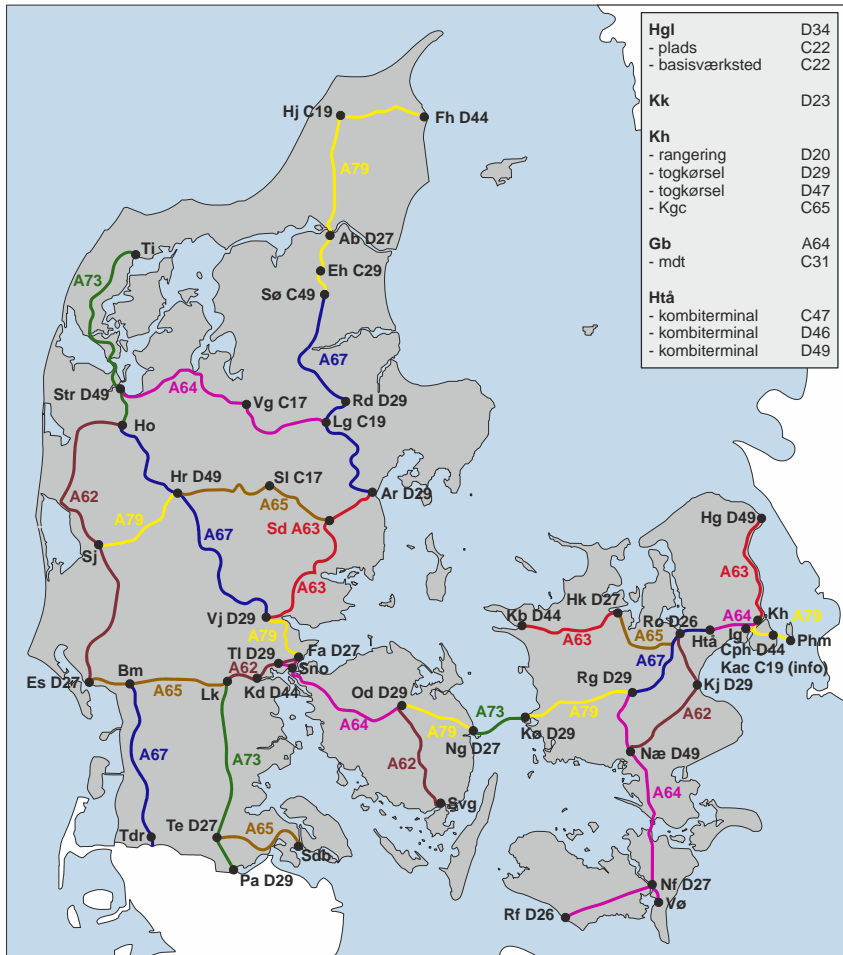 Hgl D34
- plads C22
- basisværksted C22
Kk D23
Kh
- rangering D20
- togkørsel D29
- togkørsel D47
- Kgc C65
Gb A64
- mdt C31
Htå
- kombiterminal C47
- kombiterminal D46
- kombiterminal D49
Hj C19
Fh D44
A79
Ab D27
Ti
Eh C29
A73
Sø C49
A67
A64
Str D49
Vg C17
Rd D29
Ho
Lg C19
Hr D49
Sl C17
A62
A65
Ar D29
A79
Sd A63
Hg D49
Sj
A67
A63
A63
Hk D27
Vj D29
Kb D44
Ro D26
A64
Kh
A79
A79
A63
A65
Htå
Ig
Phm
Fa D27
Cph D44
Tl D29
Sno
A67
Kac C19 (info)
Es D27
Bm
A62
Rg D29
Kj D29
A65
Lk
Kd D44
Od D29
A64
A79
A73
A79
A62
Kø D29
A67
A73
A62
Ng D27
Næ D49
A64
Svg
Tdr
Te D27
A65
Sdb
Pa D29
Nf D27
Vø
Rf D26